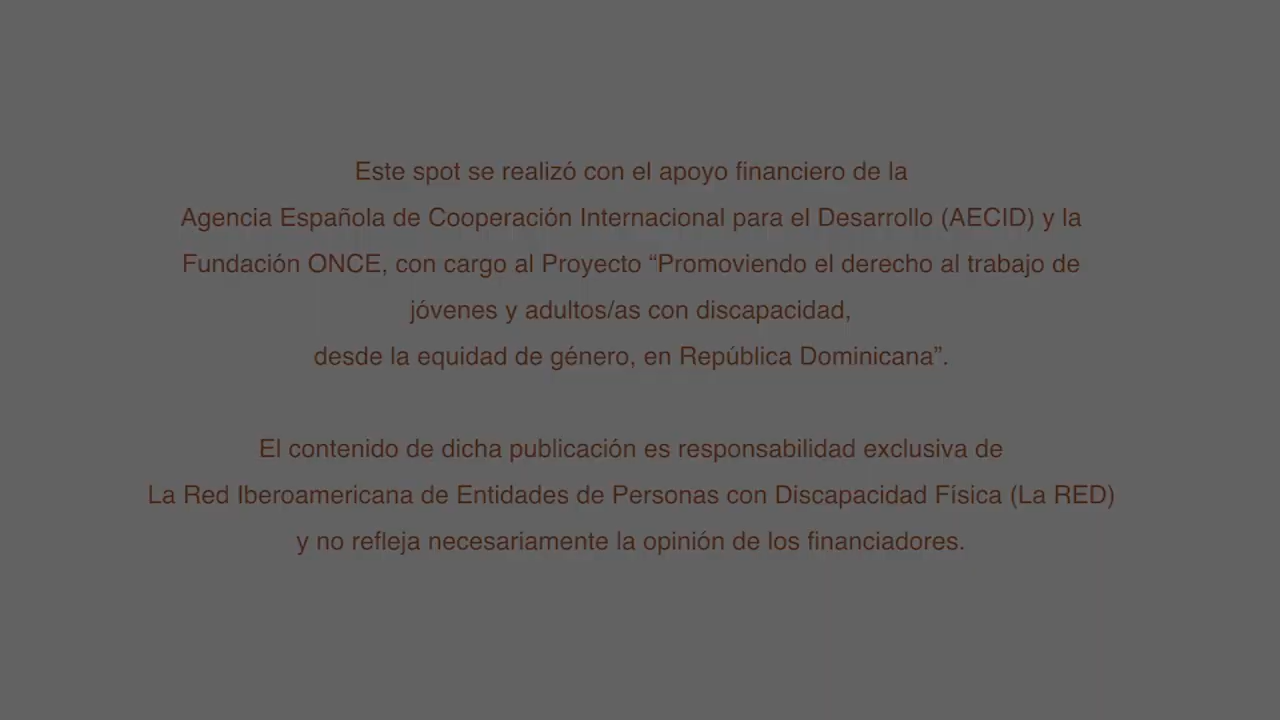 Este spot se realizó con el apoyo financiero de la
Agencia Española de Cooperación Internacional para el Desarrollo (AECID) y la
Fundación ONCE, con cargo al Proyecto “Promoviendo el derecho al trabajo de
jóvenes y adultos/as con discapacidad,
desde la equidad de género, en República Dominicana”.
El contenido de dicha publicación es responsabilidad exclusiva de
La Red Iberoamericana de Entidades de Personas con Discapacidad Física (La RED)
y no refleja necesariamente la opinión de los financiadores.